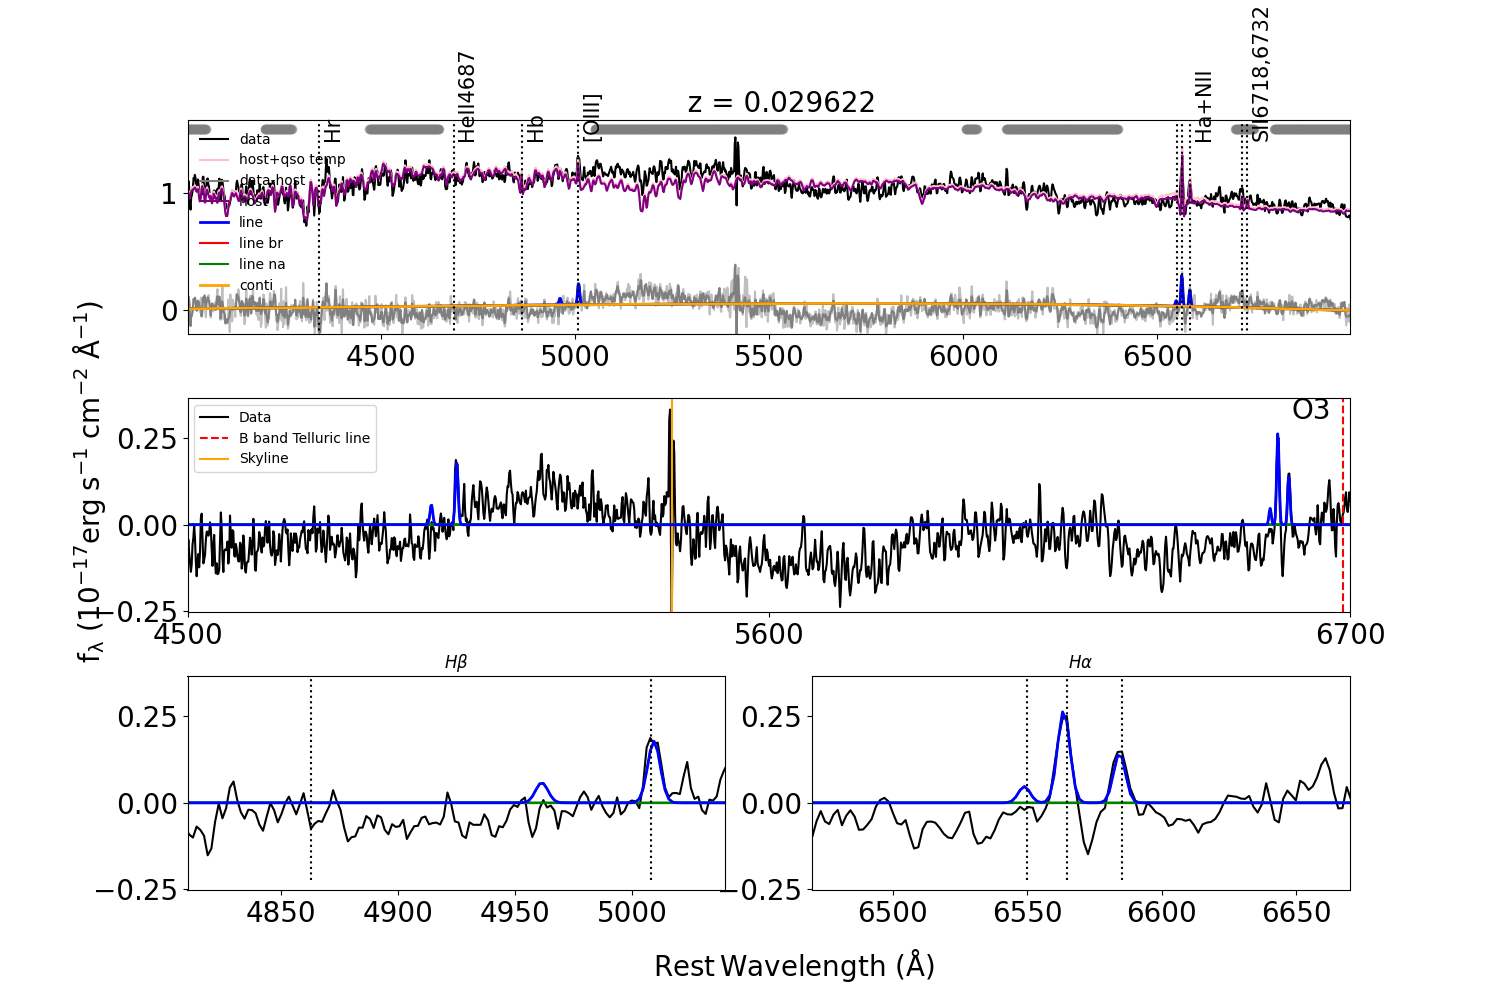 z = 0.029622
Hr
HeII4687
Hb
[OIII]
Ha+NII
SII6718,6732
data
host+qso temp
data-host
host
line
line br
line na
conti
1
0
4500
5000
5500
6000
6500
Data
B band Telluric line
Skyline
O3
0.25
0.00
−0.25
4500
5600
6700
fλ (10⁻¹⁷erg s⁻¹ cm⁻² Å⁻¹)
Hβ
0.25
0.00
−0.25
4850
4900
4950
5000
Hα
0.25
0.00
−0.25
6500
6550
6600
6650
Rest Wavelength (Å)